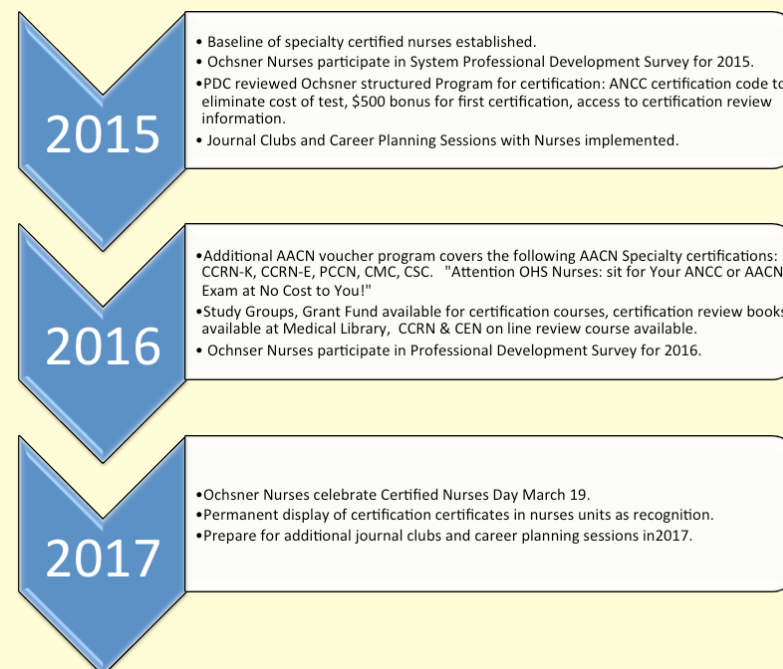 2015
• Baseline of specialty certified nurses established.
• Ochsner Nurses participate in System Professional Development Survey for 2015.
•PDC reviewed Ochsner structured Program for certification: ANCC certification code to
eliminate cost of test, $500 bonus for first certification, access to certification review
information.
• Journal Clubs and Career Planning Sessions with Nurses implemented.
2016
•Additional AACN voucher program covers the following AACN Specialty certifications:
CCRN-K, CCRN-E, PCCN, CMC, CSC. "Attention OHS Nurses: sit for Your ANCC or AACN
Exam at No Cost to You!"
•Study Groups, Grant Fund available for certification courses, certification review books
available at Medical Library, CCRN & CEN on line review course available.
• Ochnser Nurses participate in Professional Development Survey for 2016.
2017
•Ochsner Nurses celebrate Certified Nurses Day March 19.
•Permanent display of certification certificates in nurses units as recognition.
•Prepare for additional journal clubs and career planning sessions in2017.